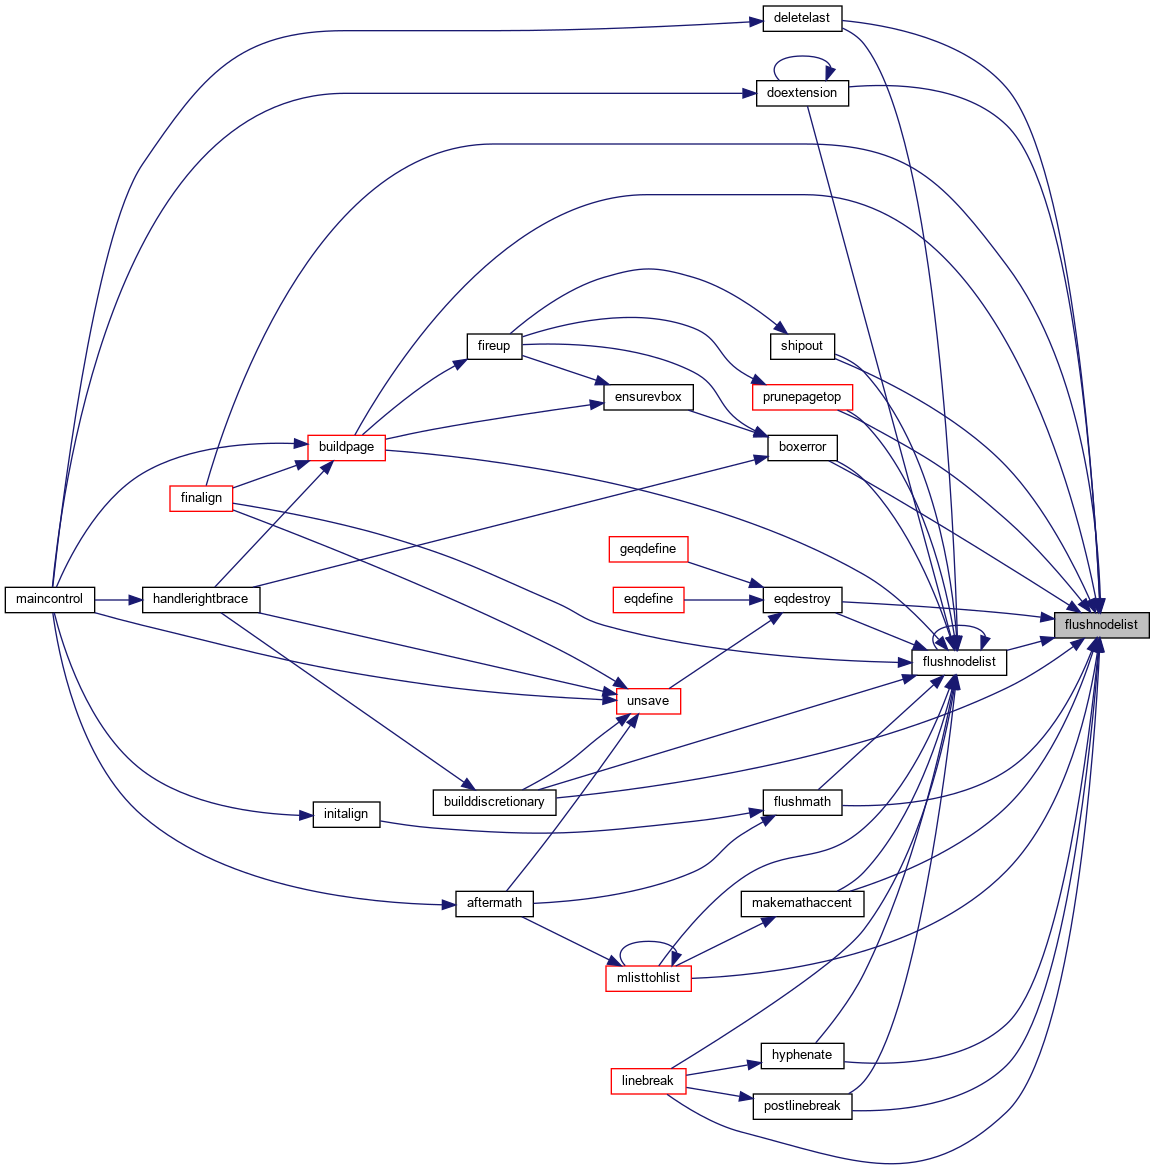 deletelast
doextension
fireup
shipout
ensurevbox
prunepagetop
buildpage
boxerror
finalign
geqdefine
maincontrol
handlerightbrace
eqdefine
eqdestroy
flushnodelist
flushnodelist
unsave
builddiscretionary
flushmath
initalign
aftermath
makemathaccent
mlisttohlist
hyphenate
linebreak
postlinebreak